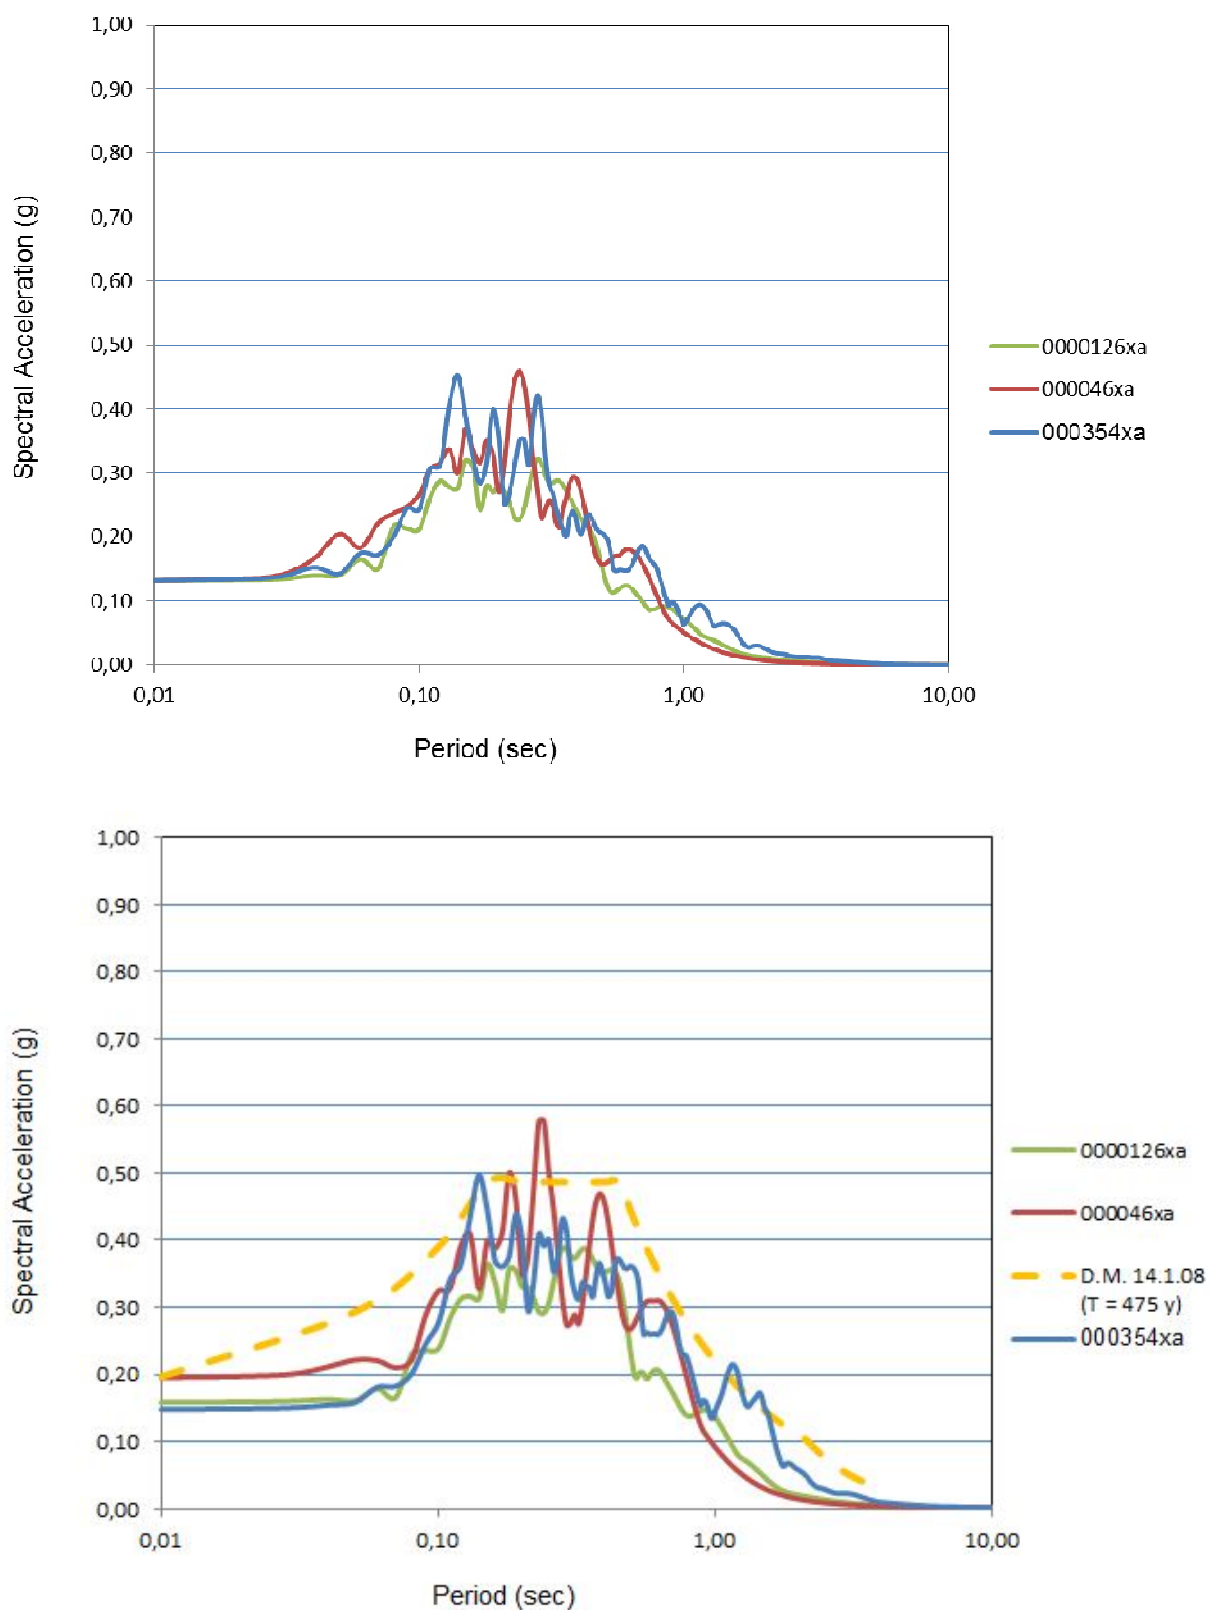 1,00
0,90
0,80
0,70
0,60
0,50
0,40
0,30
0,20
0,10
0,00
Spectral Acceleration (g)
0,01
0,10
1,00
10,00
Period (sec)
0000126xa
000046xa
000354xa
1,00
0,90
0,80
0,70
0,60
0,50
0,40
0,30
0,20
0,10
0,00
Spectral Acceleration (g)
0,01
0,10
1,00
10,00
Period (sec)
0000126xa
000046xa
D.M. 14.1.08
(T = 475 y)
000354xa